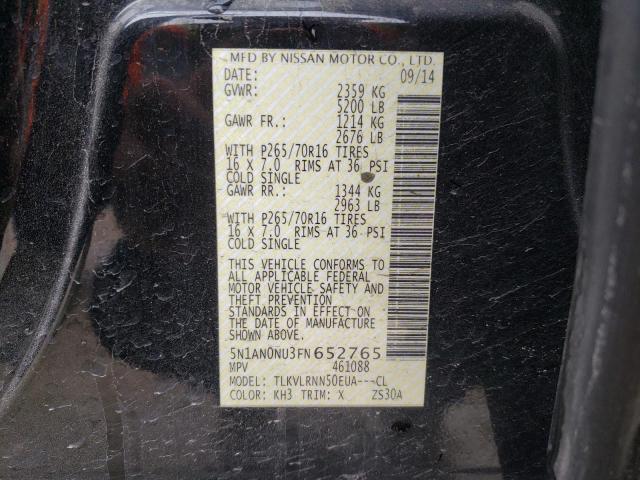 MFD BY NISSAN MOTOR CO., LTD.
DATE: 09/14
GVWR: 2359 KG
5200 LB
GAWR FR.: 1214 KG
2676 LB
WITH P265/70R16 TIRES
16 X 7.0 RIMS AT 36 PSI
COLD SINGLE
GAWR RR.: 1344 KG
2963 LB
WITH P265/70R16 TIRES
16 X 7.0 RIMS AT 36 PSI
COLD SINGLE
THIS VEHICLE CONFORMS TO
ALL APPLICABLE FEDERAL
MOTOR VEHICLE SAFETY AND
THEFT PREVENTION
STANDARDS IN EFFECT ON
THE DATE OF MANUFACTURE
SHOWN ABOVE.
5N1AN0NU3FN652765
MPV 461088
MODEL: TLKVLRNN50EUA---CL
COLOR: KH3 TRIM: X ZS30A